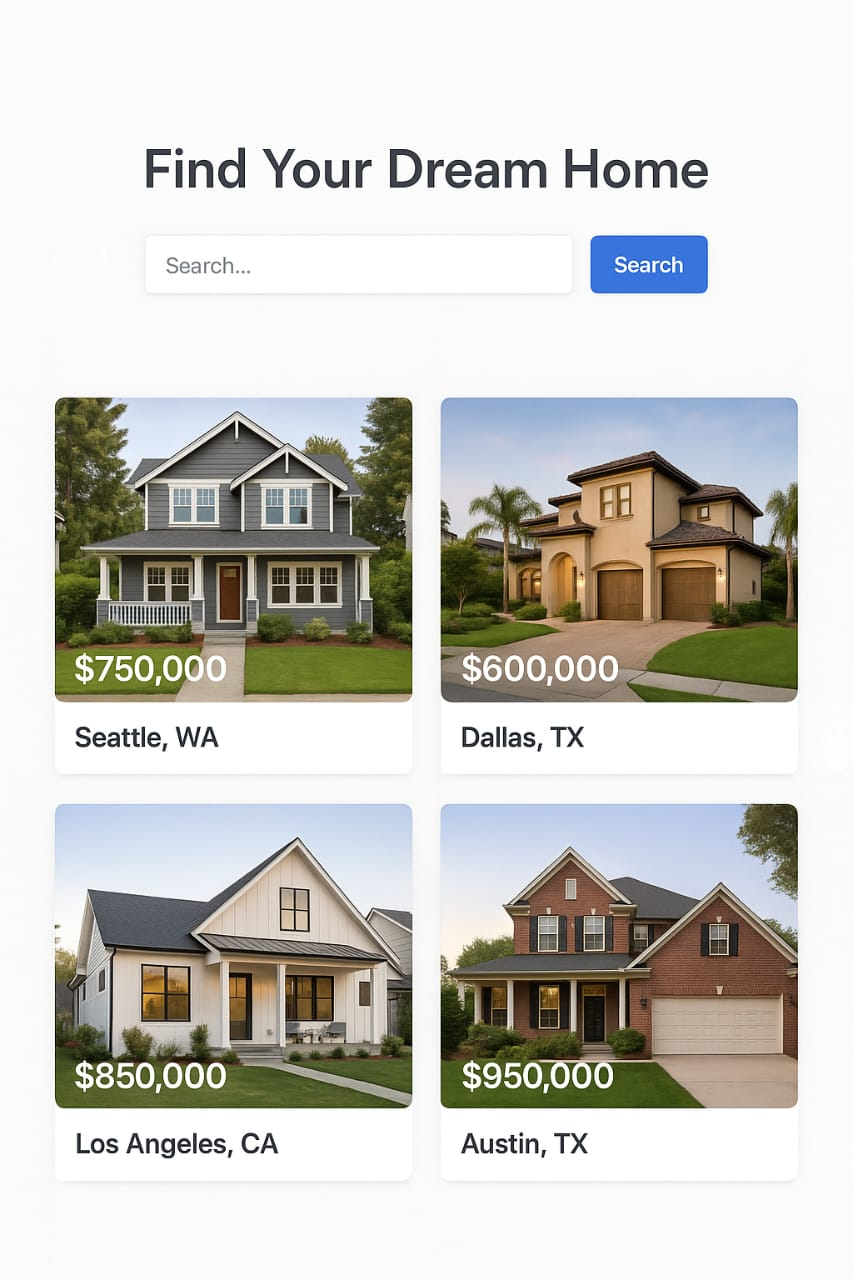 Find Your Dream Home
Search...
Search
$750,000
$600,000
Seattle, WA
Dallas, TX
$850,000
$950,000
Los Angeles, CA
Austin, TX